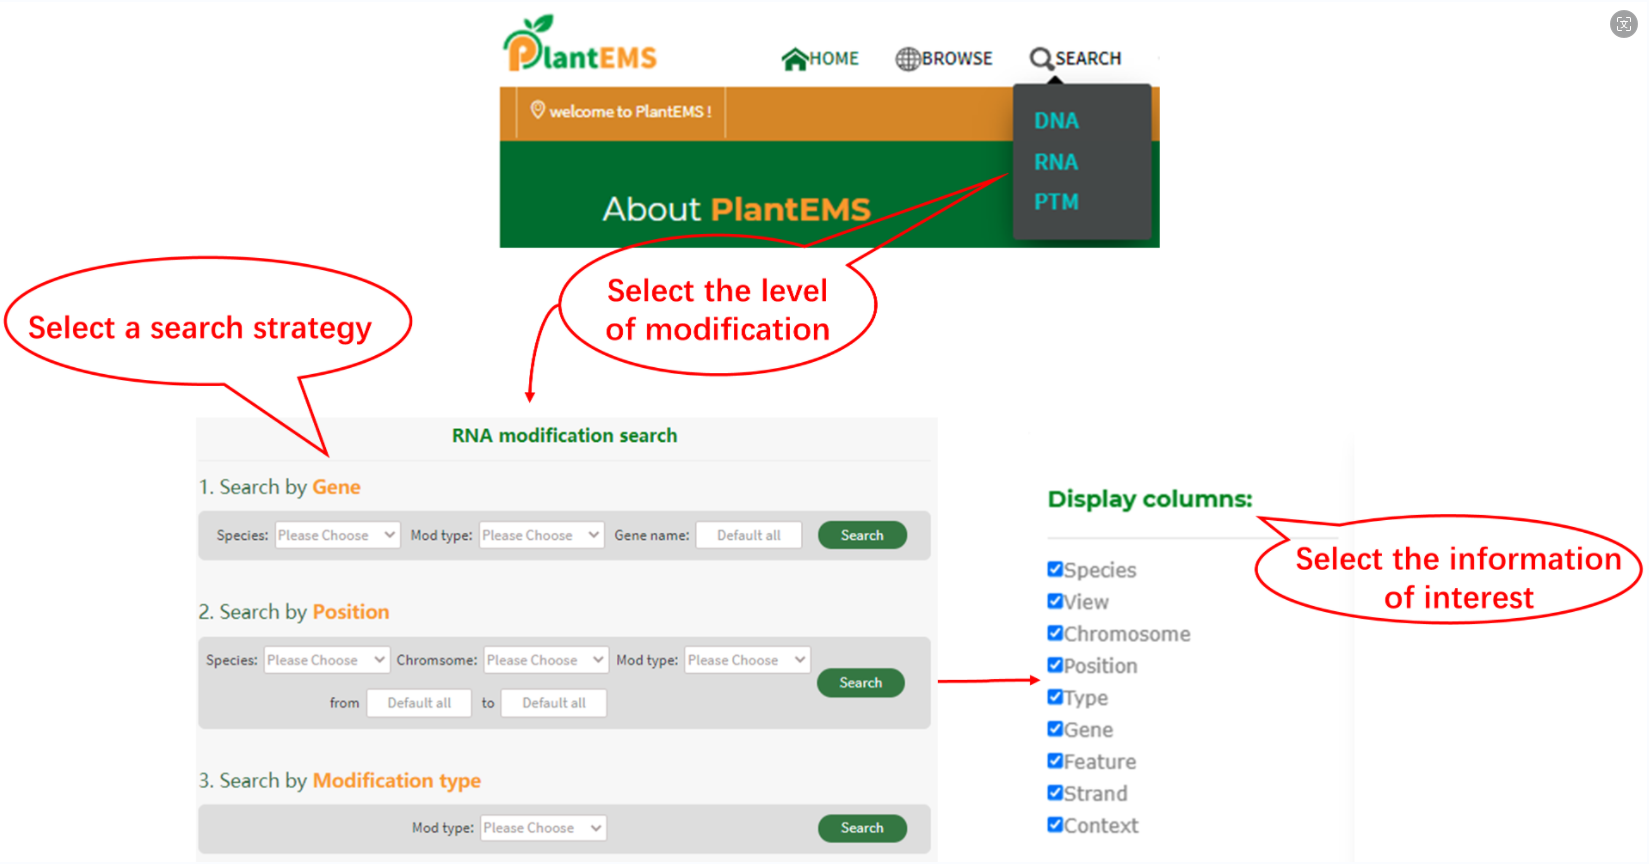 PlantEMS
HOME BROWSE SEARCH
welcome to PlantEMS !
DNA
RNA
PTM
About PlantEMS
Select the level
of modification
Select a search strategy
RNA modification search
1. Search by Gene
Species: Please Choose Mod type: Please Choose Gene name: Default all Search
2. Search by Position
Species: Please Choose Chromsome: Please Choose Mod type: Please Choose
from Default all to Default all Search
3. Search by Modification type
Mod type: Please Choose Search
Display columns:
Select the information
of interest
Species
View
Chromosome
Position
Type
Gene
Feature
Strand
Context